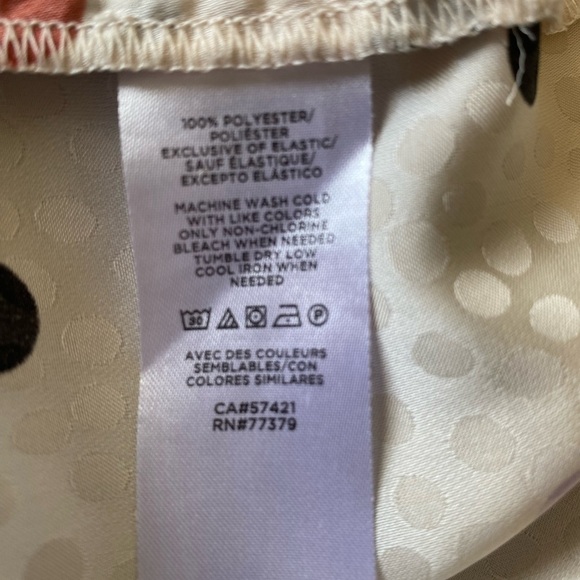 100% POLYESTER/
POLIÉSTER
EXCLUSIVE OF ELASTIC/
SAUF ÉLASTIQUE/
EXCEPTO ELÁSTICO
MACHINE WASH COLD
WITH LIKE COLORS
ONLY NON-CHLORINE
BLEACH WHEN NEEDED
TUMBLE DRY LOW
COOL IRON WHEN
NEEDED
30 P
AVEC DES COULEURS
SEMBLABLES/CON
COLORES SIMILARES
CA#57421
RN#77379